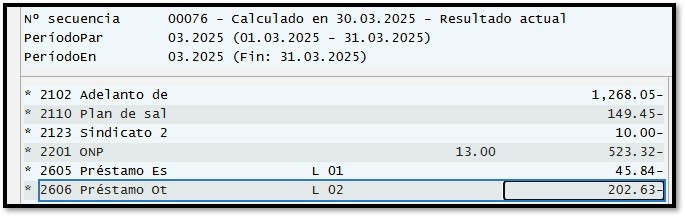 Nº secuencia 00076 - Calculado en 30.03.2025 - Resultado actual
PeríodoPar 03.2025 (01.03.2025 - 31.03.2025)
PeríodoEn 03.2025 (Fin: 31.03.2025)
* 2102 Adelanto de 1,268.05-
* 2110 Plan de sal 149.45-
* 2123 Sindicato 2 10.00-
* 2201 ONP 13.00 523.32-
* 2605 Préstamo Es L 01 45.84-
* 2606 Préstamo Ot L 02 202.63-